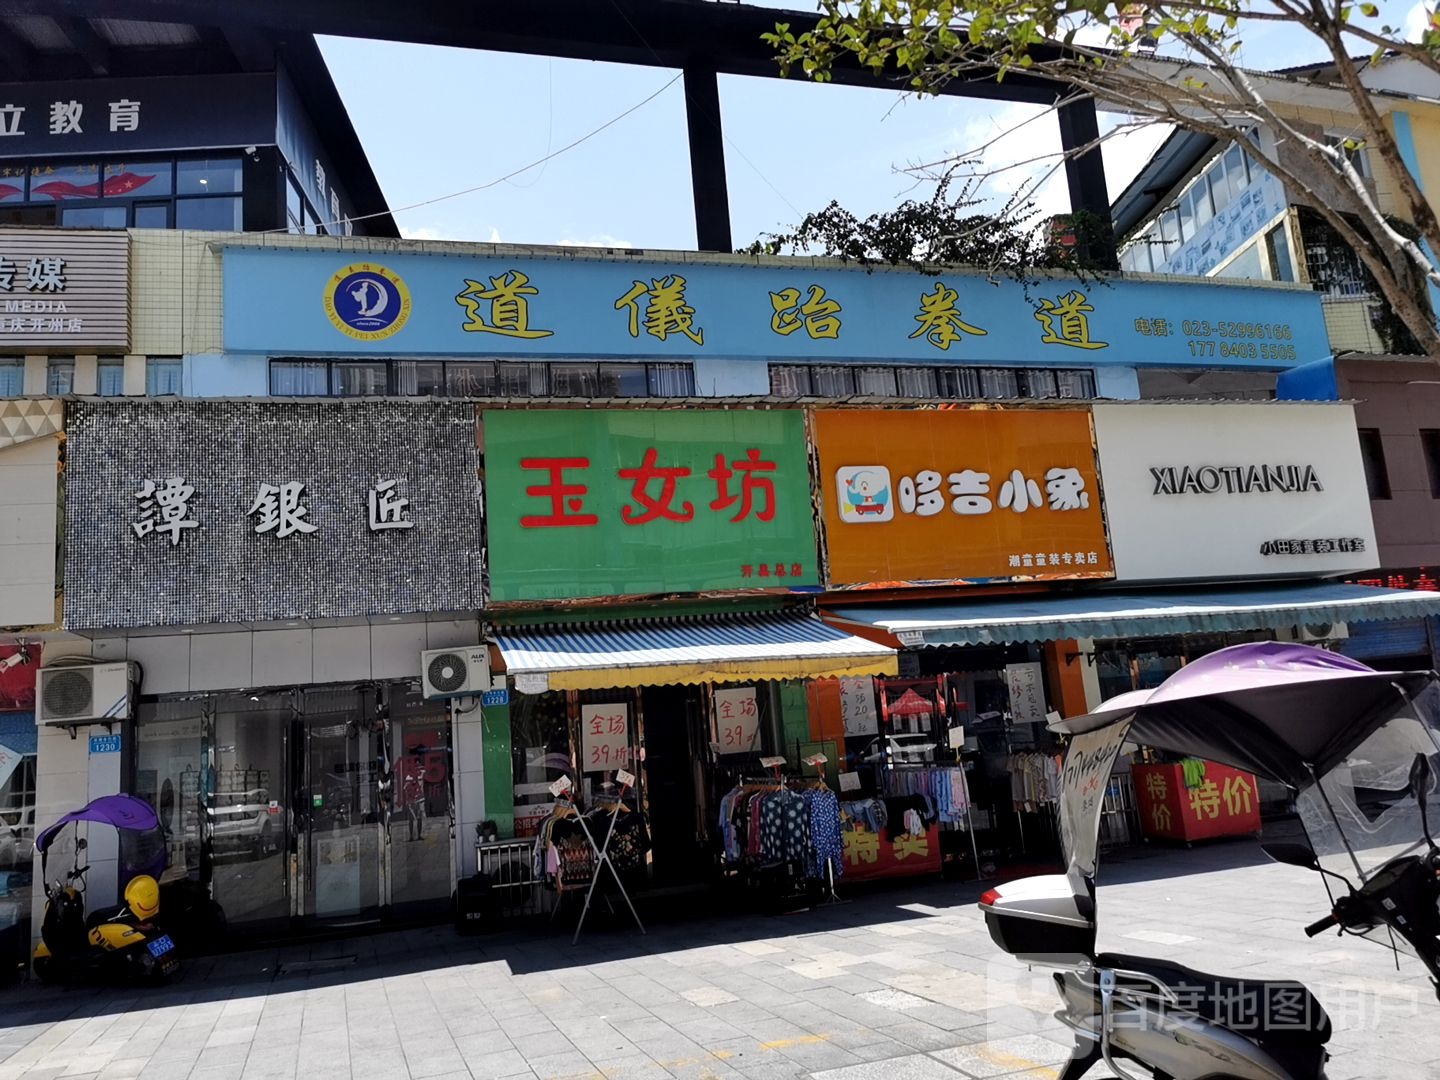 立教育
传媒
MEDIA
重庆开州店
道儀跆拳道
电话：023-52996166
177 8403 5505
譚銀匠
玉女坊
开县总店
哆吉小象
潮童童装专卖店
XIAOTIANJIA
小田家童装工作室
AUX
1230
1228
全场
39.折
全场
3.9
特卖
特价
特价
百度地图用户